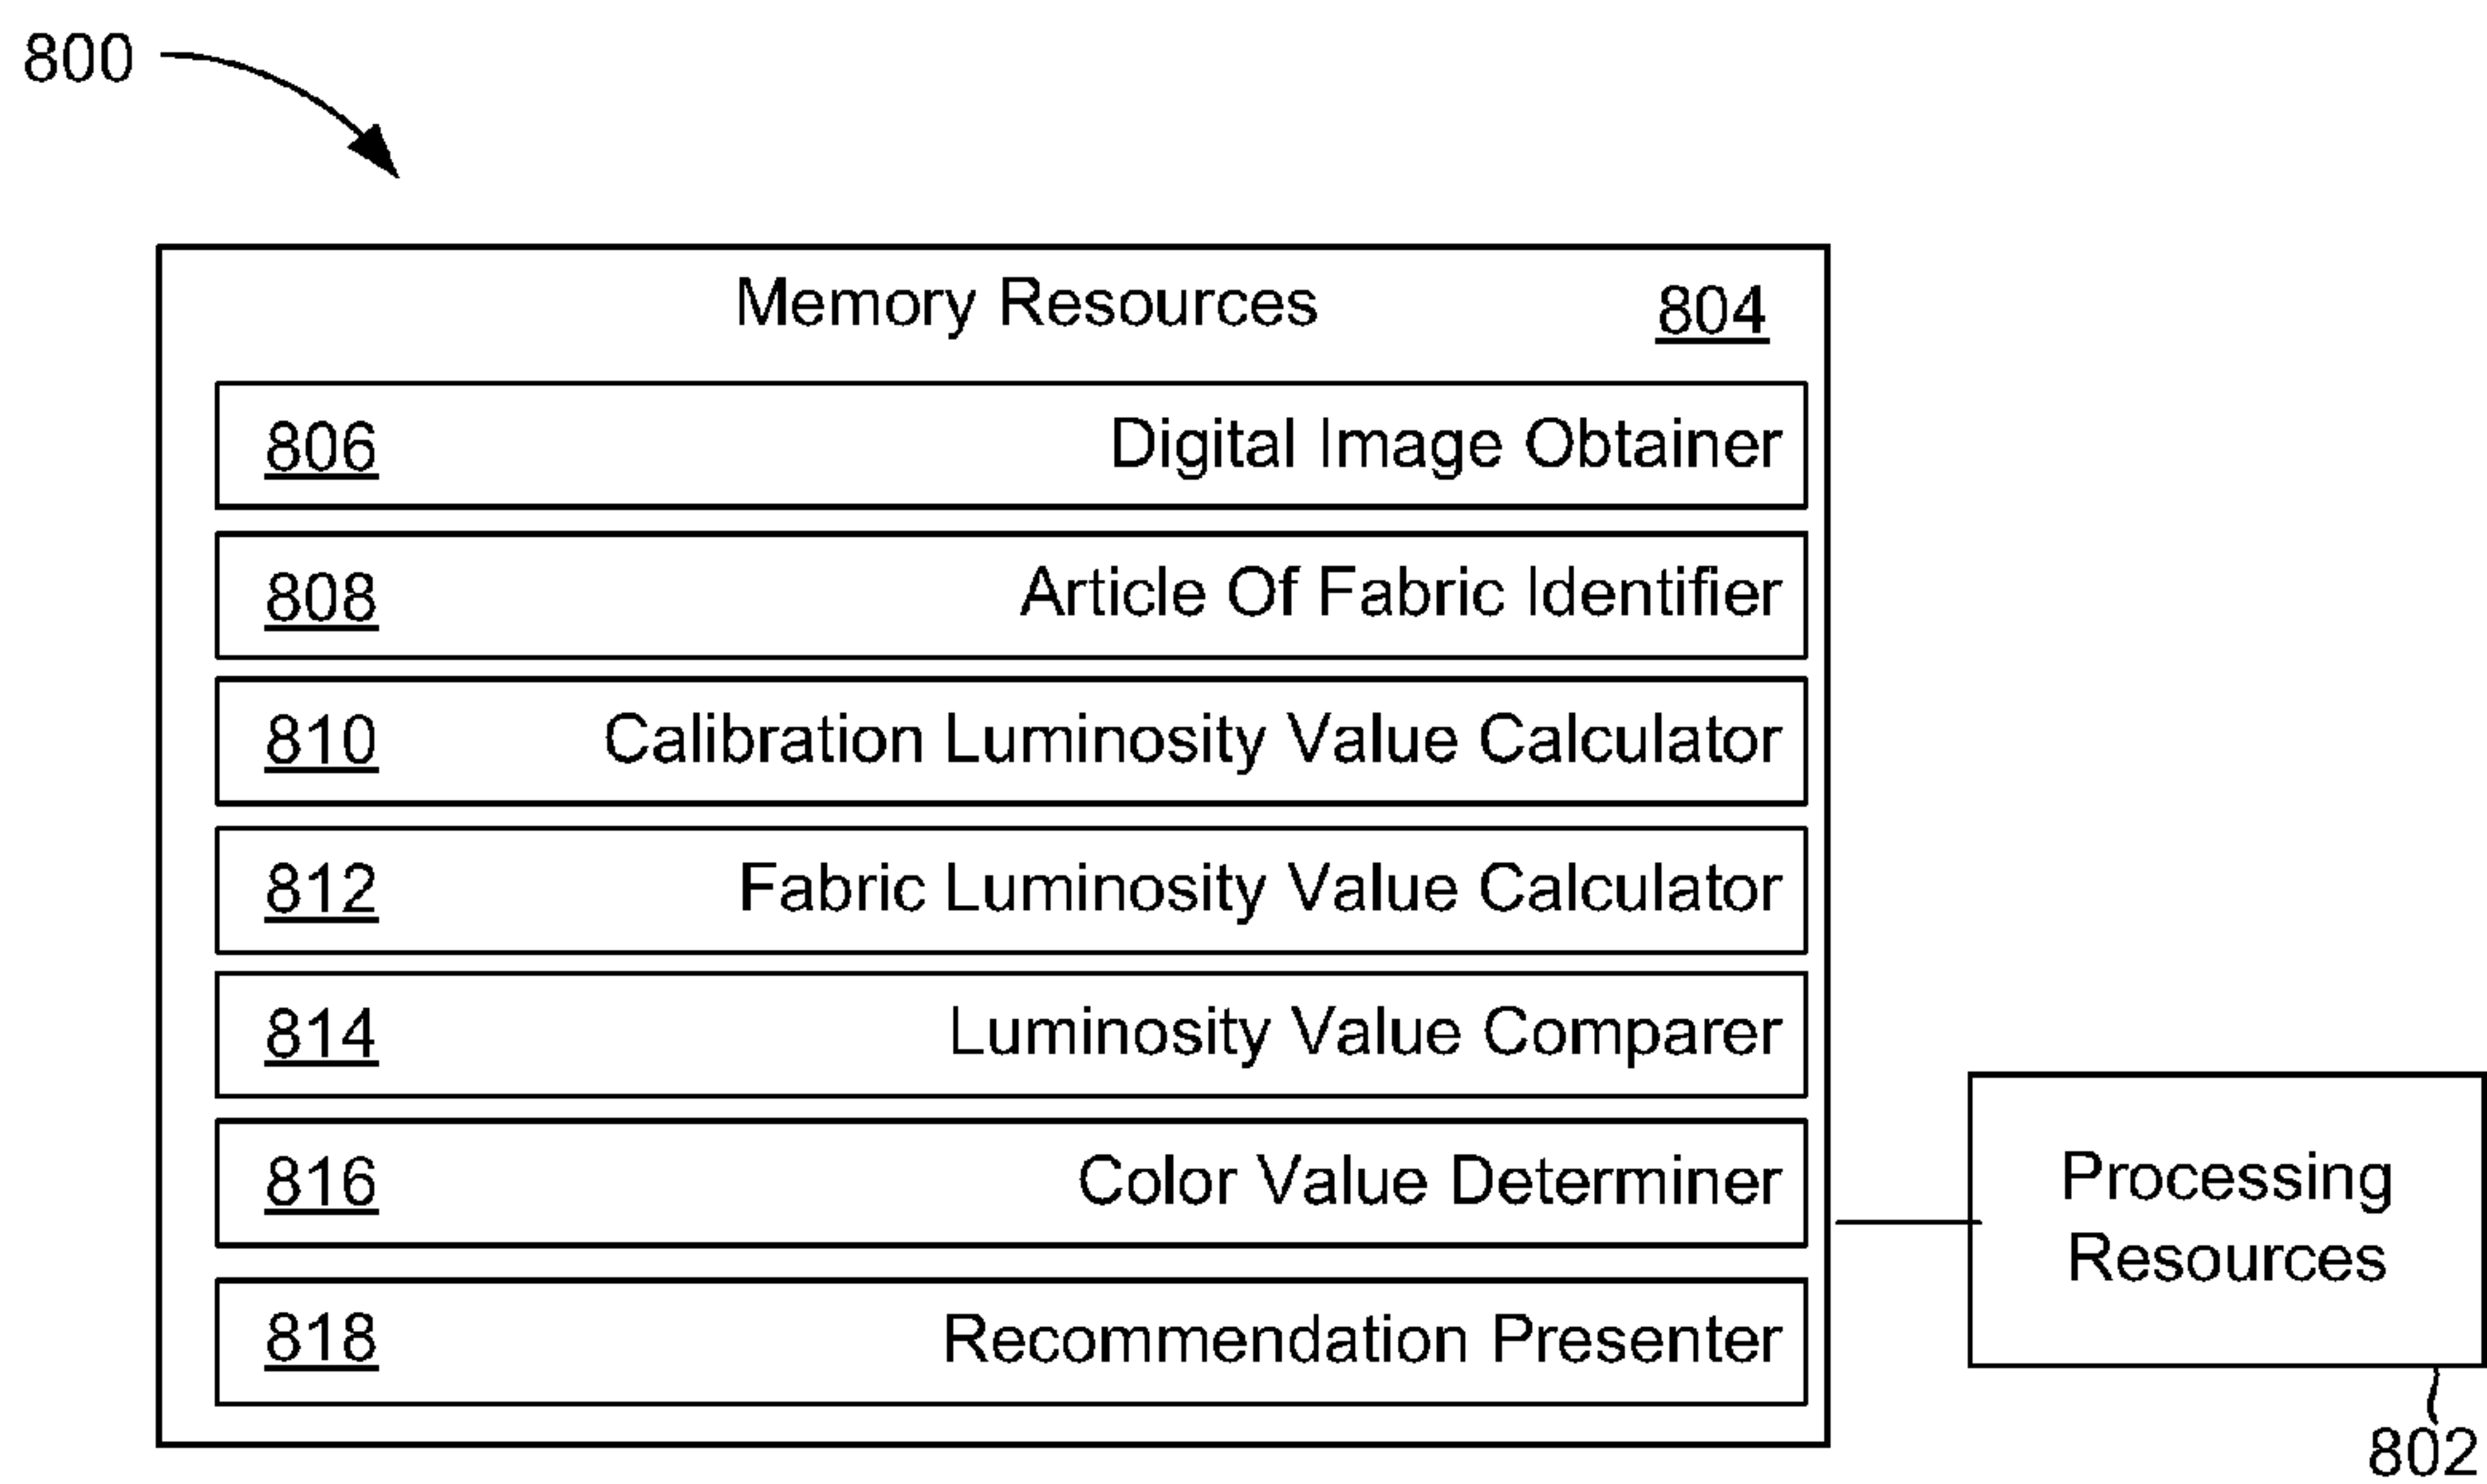 800
Memory Resources 804
806 Digital Image Obtainer
808 Article Of Fabric Identifier
810 Calibration Luminosity Value Calculator
812 Fabric Luminosity Value Calculator
814 Luminosity Value Comparer
816 Color Value Determiner
818 Recommendation Presenter
Processing
Resources
802